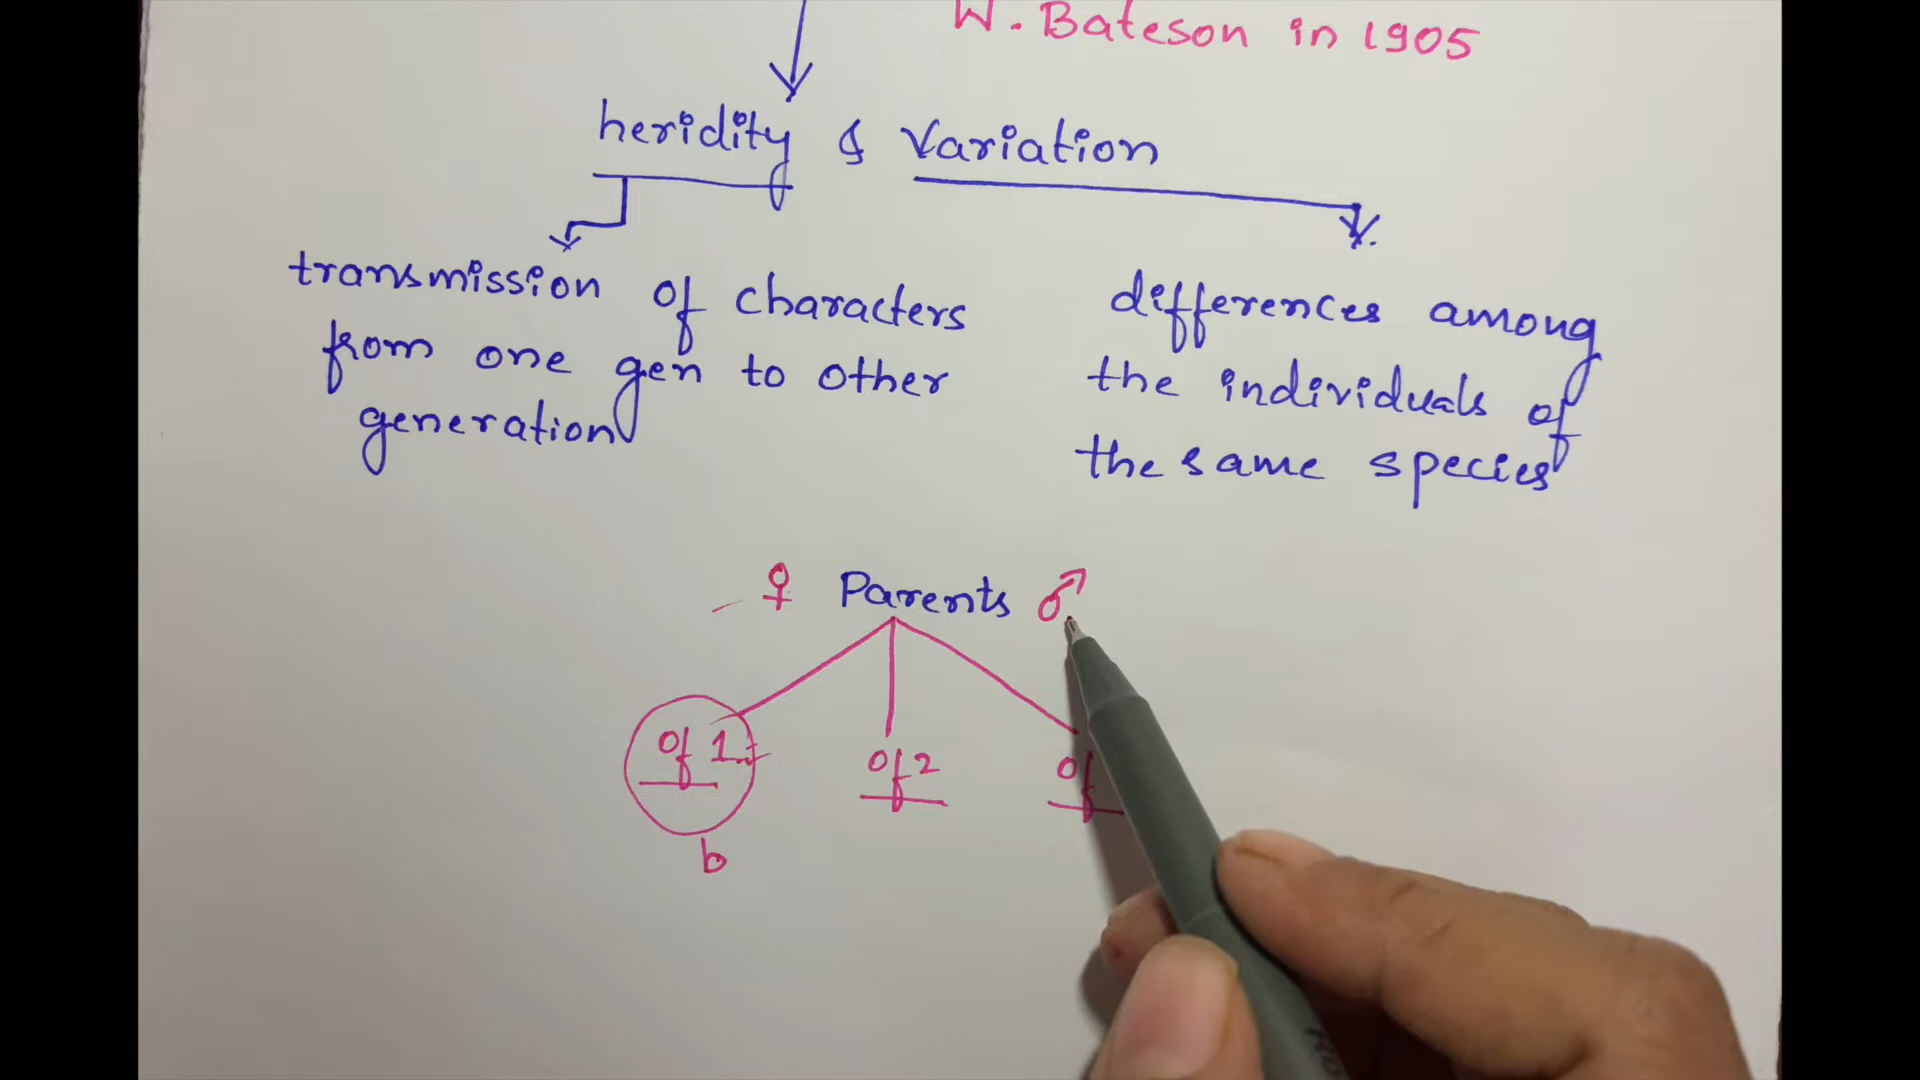 W. Bateson in 1905
heridity & Variation
transmission of characters
from one gen to other
generation
differences among
the individuals of
the same species
♀ Parents ♂
of 1
of 2
of
b